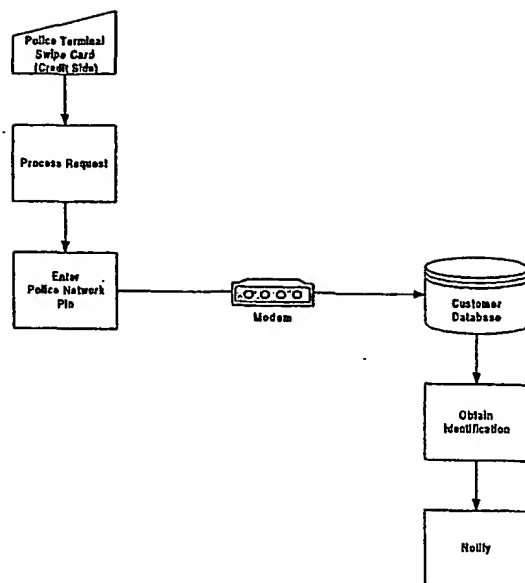 Police Terminal
Swipe Card
(Credit Side)
Process Request
Enter
Police Network
Pin
Modem
Customer
Database
Obtain
Identification
Notify